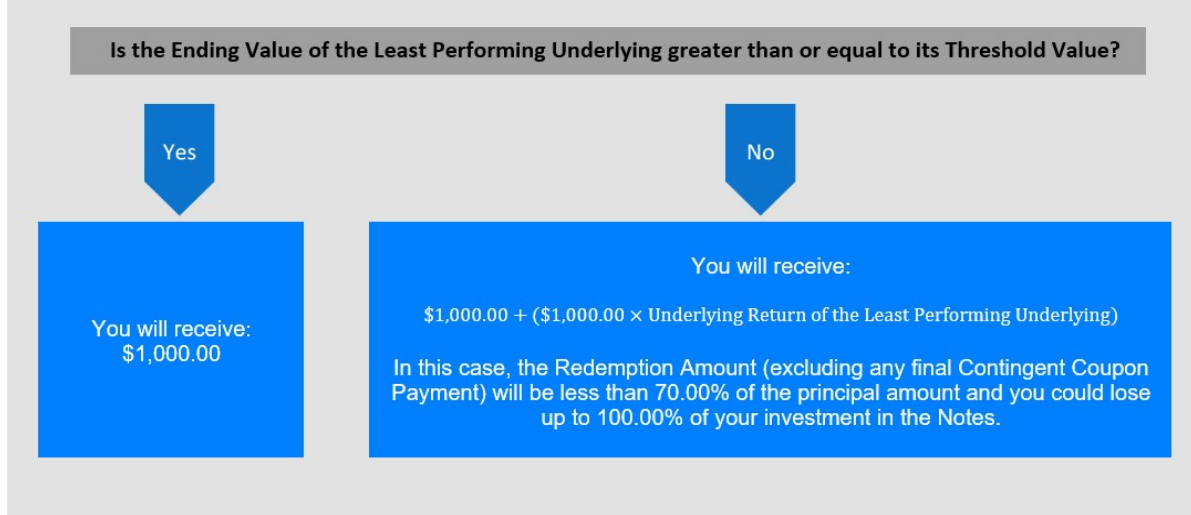 Is the Ending Value of the Least Performing Underlying greater than or equal to its Threshold Value?
Yes
No
You will receive:
$1,000.00
You will receive:
$1,000.00 + ($1,000.00 × Underlying Return of the Least Performing Underlying)
In this case, the Redemption Amount (excluding any final Contingent Coupon
Payment) will be less than 70.00% of the principal amount and you could lose
up to 100.00% of your investment in the Notes.